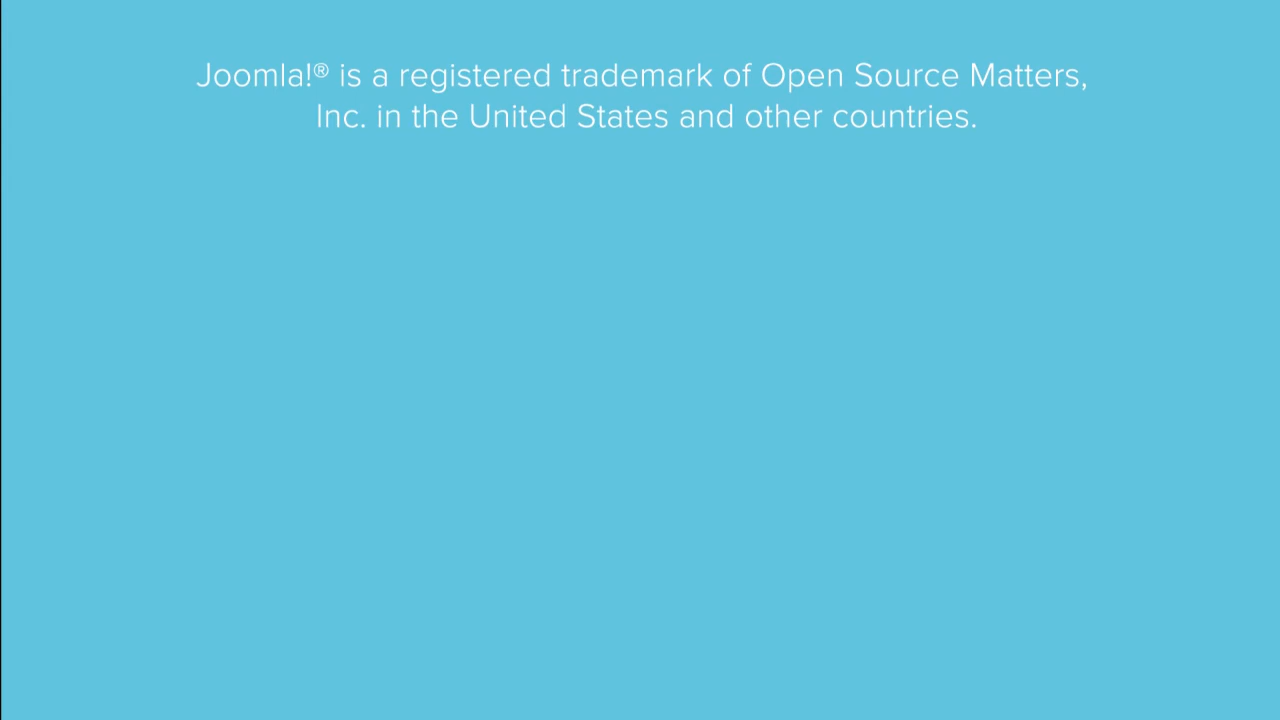 Joomla!® is a registered trademark of Open Source Matters,
Inc. in the United States and other countries.